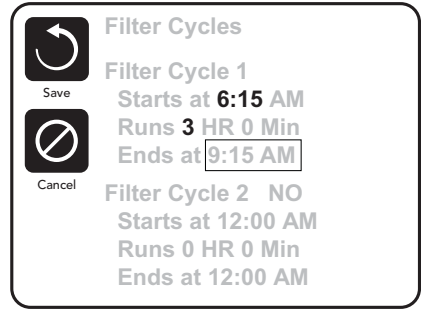 Filter Cycles
Save
Cancel
Filter Cycle 1
Starts at 6:15 AM
Runs 3 HR 0 Min
Ends at 9:15 AM
Filter Cycle 2 NO
Starts at 12:00 AM
Runs 0 HR 0 Min
Ends at 12:00 AM